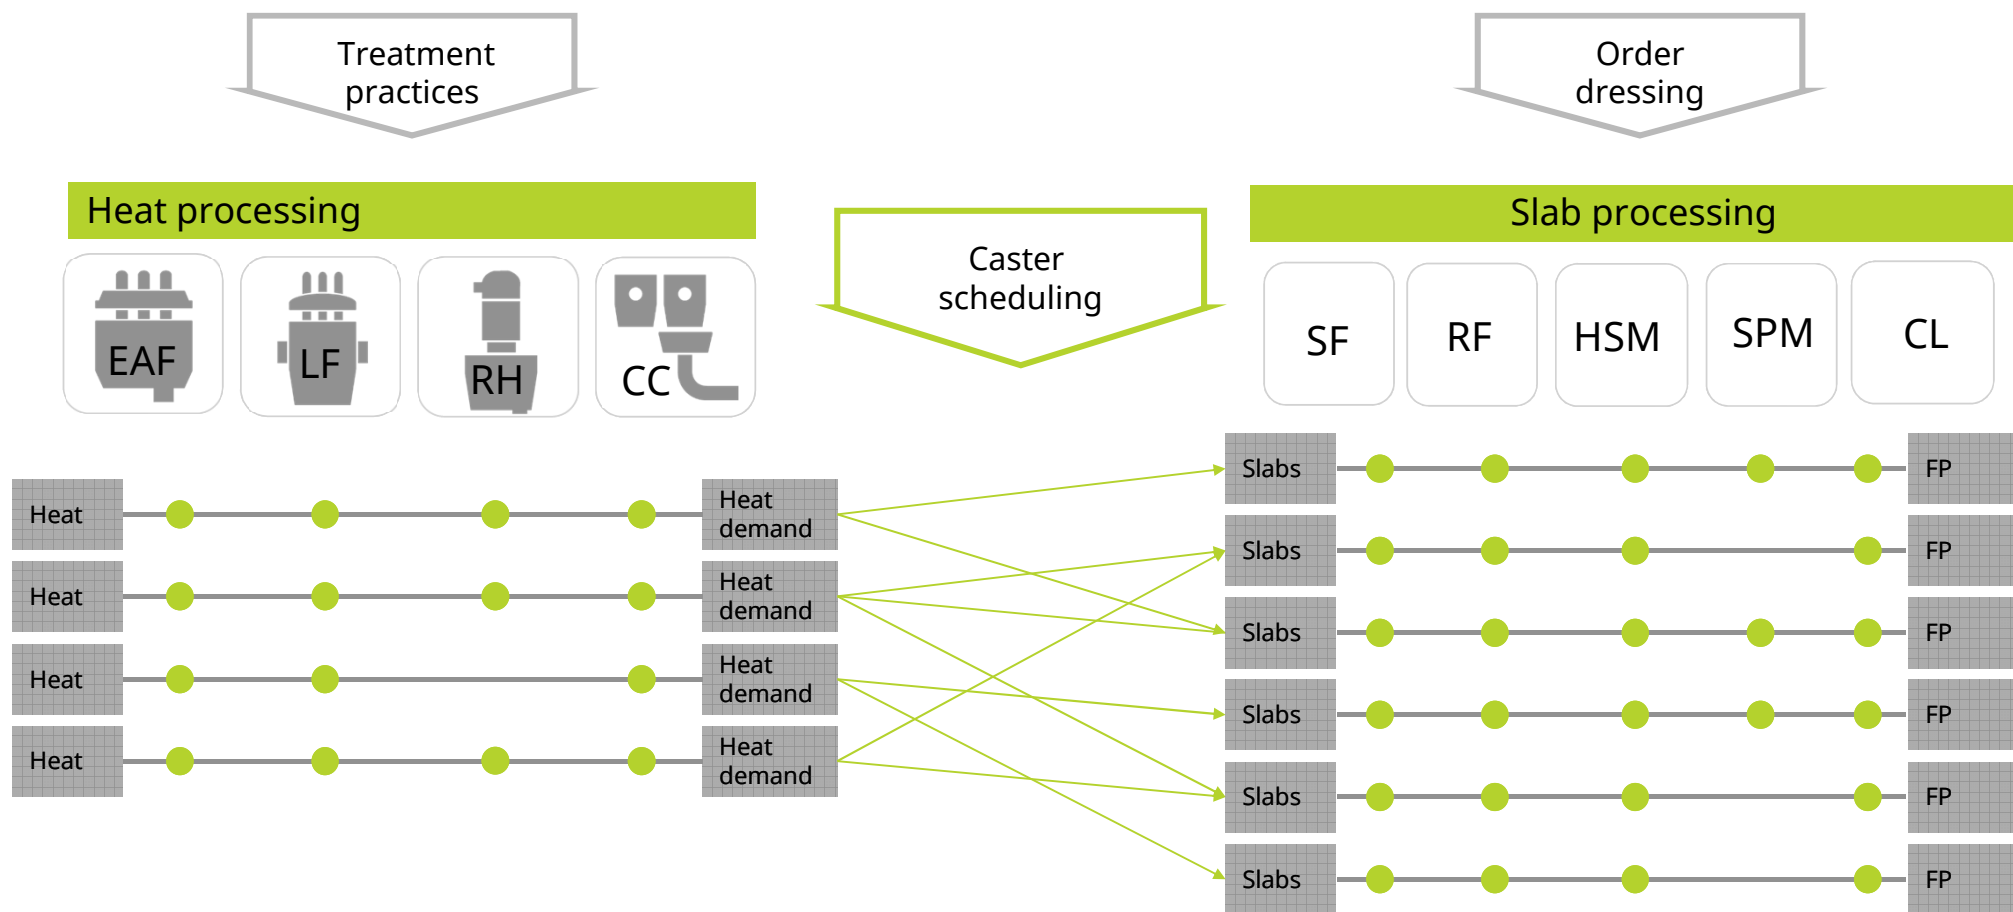 Treatment
practices
Order
dressing
Heat processing
Caster
scheduling
Slab processing
EAF
LF
RH
CC
SF
RF
HSM
SPM
CL
Heat
Heat
demand
Heat
Heat
demand
Heat
Heat
demand
Heat
Heat
demand
Slabs
FP
Slabs
FP
Slabs
FP
Slabs
FP
Slabs
FP
Slabs
FP